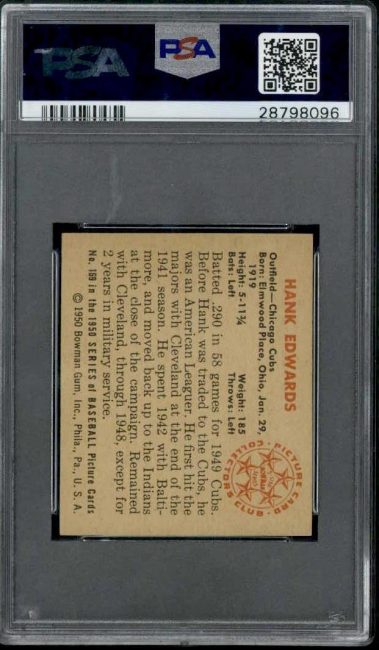 PSA
PSA
28798096
HANK EDWARDS
Outfield—Chicago Cubs
Born: Elmwood Place, Ohio, Jan. 29,
1919
Height: 5-11¾ Weight: 185
Bats: Left Throws: Left
PICTURE CARD
COLLECTORS CLUB
Batted .290 in 58 games for 1949 Cubs.
Before Hank was traded to the Cubs, he
was an American Leaguer. He first hit the
majors with Cleveland at the end of the
1941 season. He spent 1942 with Balti-
more, and moved back up to the Indians
at the close of the campaign. Remained
with Cleveland, through 1948, except for
2 years in military service.
No. 169 in the 1950 SERIES of BASEBALL Picture Cards
©1950 Bowman Gum, Inc., Phila., Pa., U. S. A.